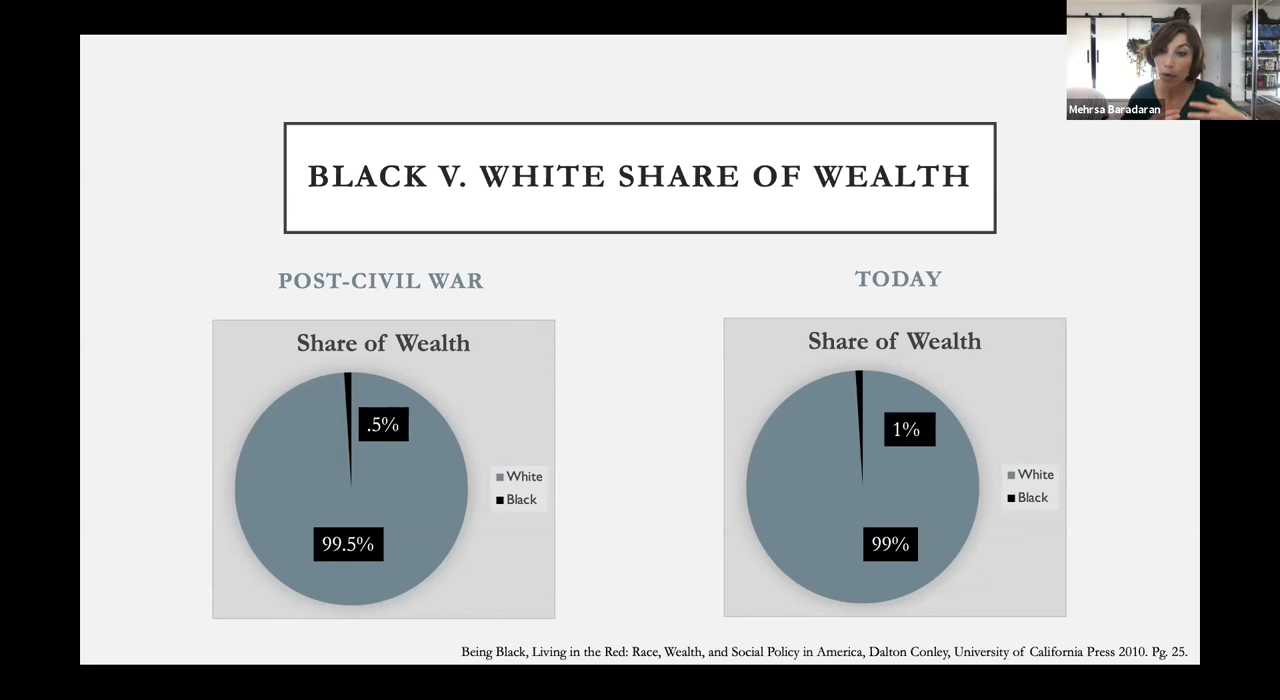 Mehrsa Baradaran
BLACK V. WHITE SHARE OF WEALTH
POST-CIVIL WAR
Share of Wealth
.5%
99.5%
White
Black
TODAY
Share of Wealth
1%
99%
White
Black
Being Black, Living in the Red: Race, Wealth, and Social Policy in America, Dalton Conley, University of California Press 2010. Pg. 25.